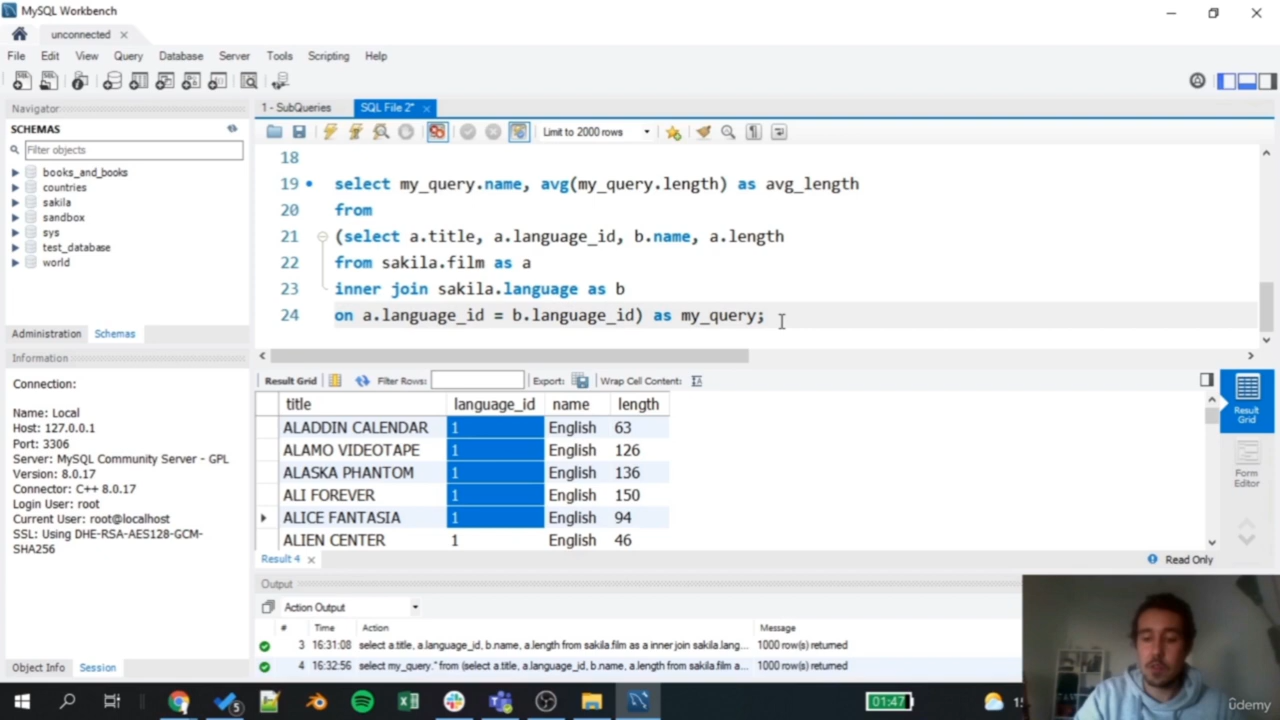 MySQL Workbench
unconnected
File Edit View Query Database Server Tools Scripting Help
Navigator
SCHEMAS
Filter objects
books_and_books
countries
sakila
sandbox
sys
test_database
world
Administration Schemas
Information
Connection:
Name: Local
Host: 127.0.0.1
Port: 3306
Server: MySQL Community Server - GPL
Version: 8.0.17
Connector: C++ 8.0.17
Login User: root
Current User: root@localhost
SSL: Using DHE-RSA-AES128-GCM-
SHA256
Object Info Session
1 - SubQueries SQL File 2*
Limit to 2000 rows
18
19 select my_query.name, avg(my_query.length) as avg_length
20 from
21 (select a.title, a.language_id, b.name, a.length
22 from sakila.film as a
23 inner join sakila.language as b
24 on a.language_id = b.language_id) as my_query;
Result Grid Filter Rows: Export: Wrap Cell Content:
title language_id name length
ALADDIN CALENDAR 1 English 63
ALAMO VIDEOTAPE 1 English 126
ALASKA PHANTOM 1 English 136
ALI FOREVER 1 English 150
ALICE FANTASIA 1 English 94
ALIEN CENTER 1 English 46
Result
Grid
Form
Editor
Result 4 Read Only
Output
Action Output
# Time Action Message
3 16:31:08 select a.title, a.language_id, b.name, a.length from sakila.film as a inner join sakila.lang... 1000 row(s) returned
4 16:32:56 select my_query.* from (select a.title, a.language_id, b.name, a.length from sakila.film a... 1000 row(s) returned
5
01:47
ûdemy